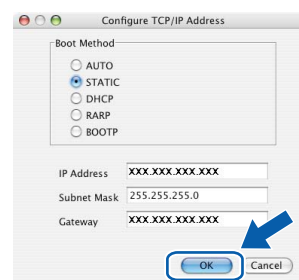 Configure TCP/IP Address
Boot Method
AUTO
STATIC
DHCP
RARP
BOOTP
IP Address XXX.XXX.XXX.XXX
Subnet Mask 255.255.255.0
Gateway XXX.XXX.XXX.XXX
OK Cancel